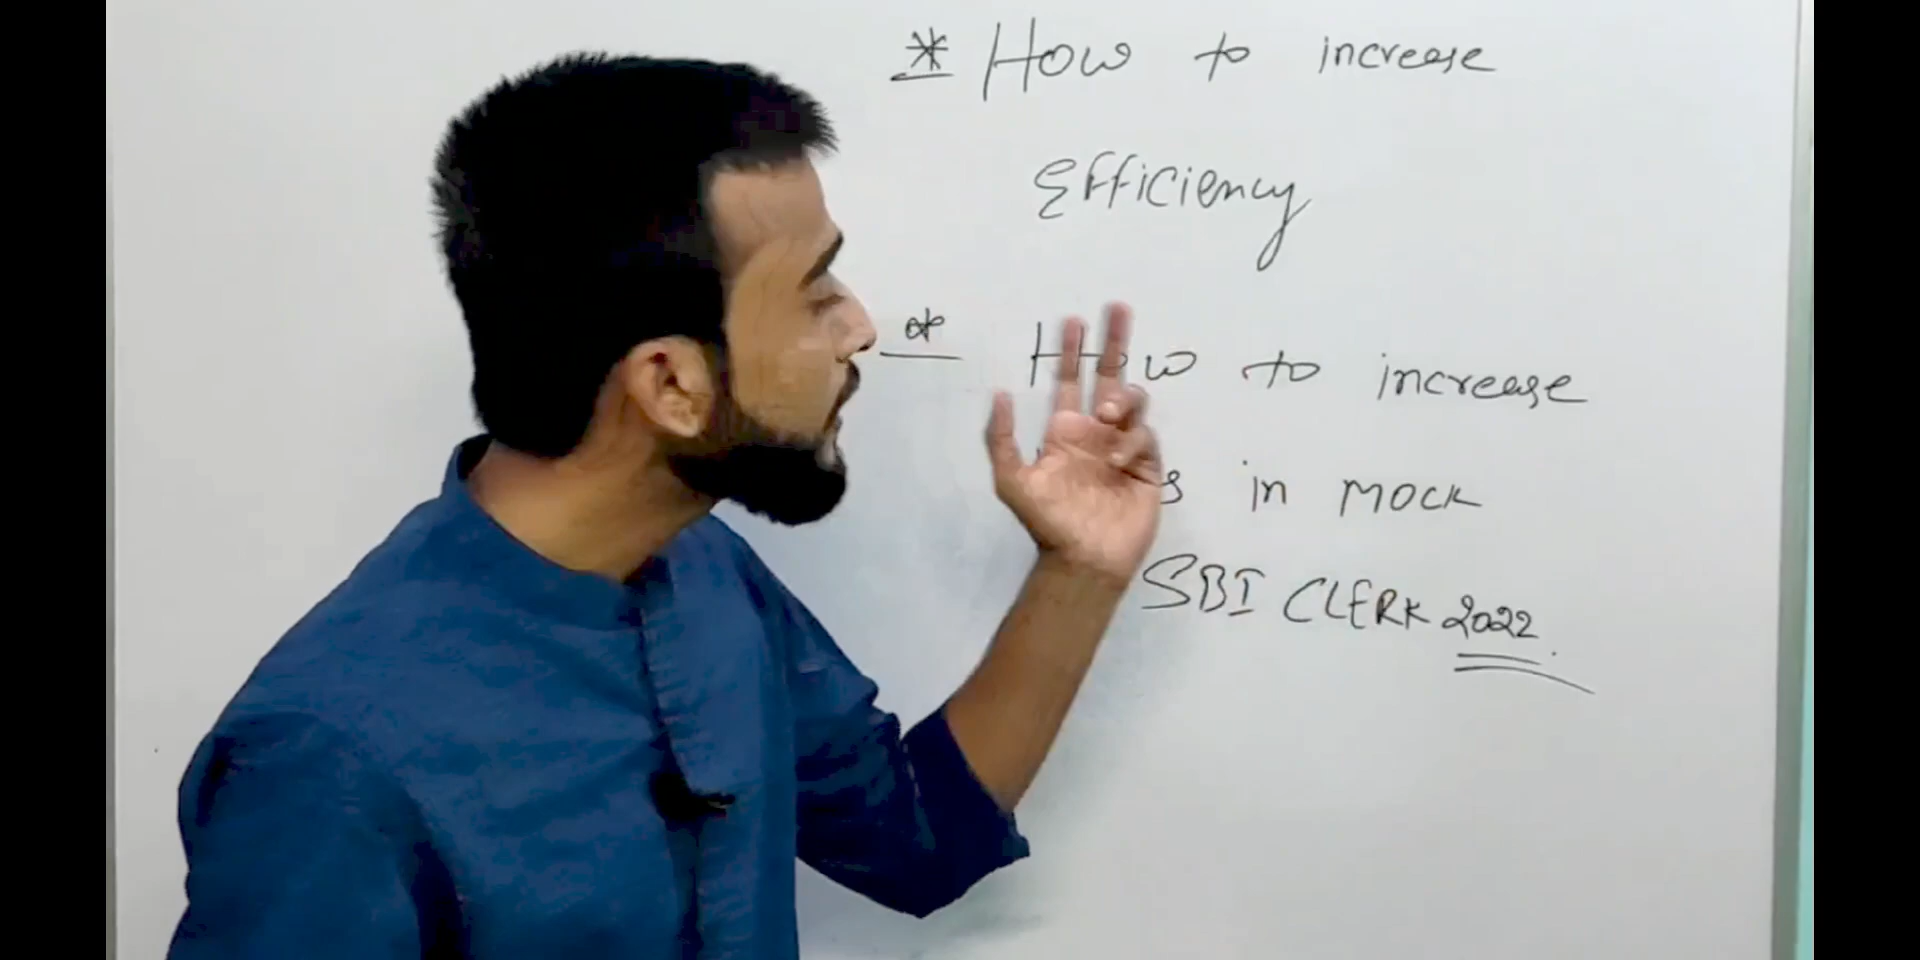 * How to increase
Efficiency
* How to increase
in MOCK
SBI CLERK 2022